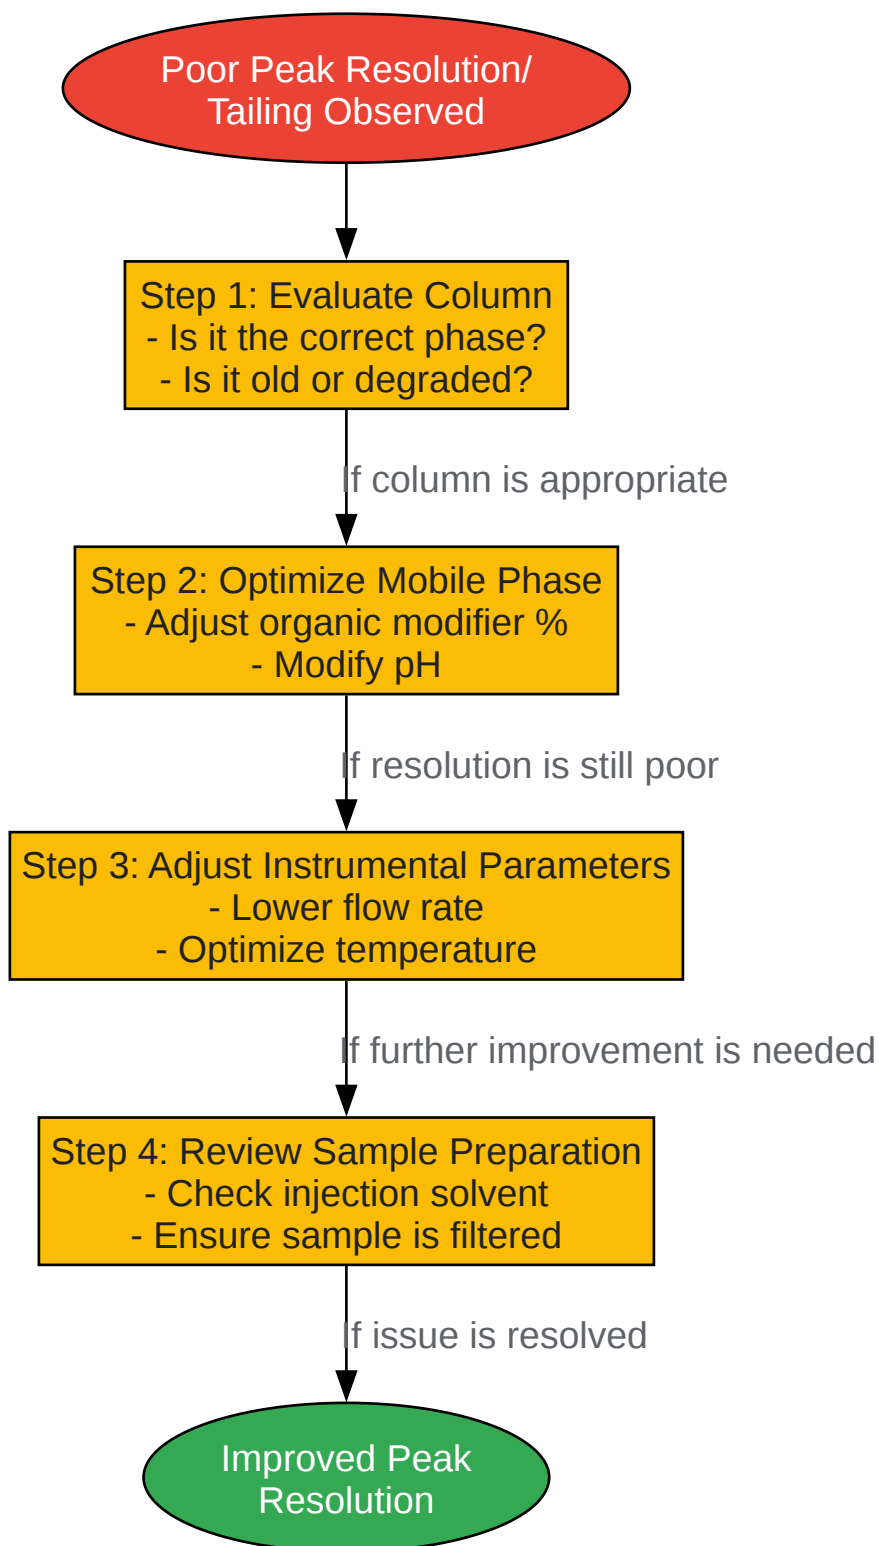 Poor Peak Resolution/
Tailing Observed
Step 1: Evaluate Column
- Is it the correct phase?
- Is it old or degraded?
If column is appropriate
Step 2: Optimize Mobile Phase
- Adjust organic modifier %
- Modify pH
If resolution is still poor
Step 3: Adjust Instrumental Parameters
- Lower flow rate
- Optimize temperature
If further improvement is needed
Step 4: Review Sample Preparation
- Check injection solvent
- Ensure sample is filtered
If issue is resolved
Improved Peak
Resolution